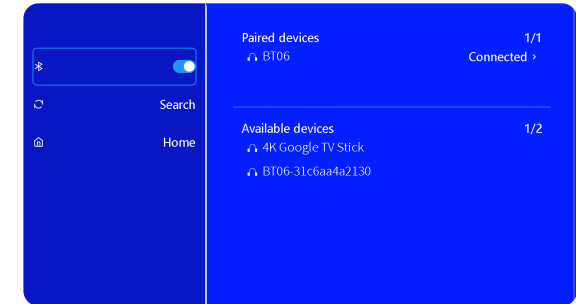 Search
Home
Paired devices 1/1
BT06 Connected ›
Available devices 1/2
4K Google TV Stick
BT06-31c6aa4a2130